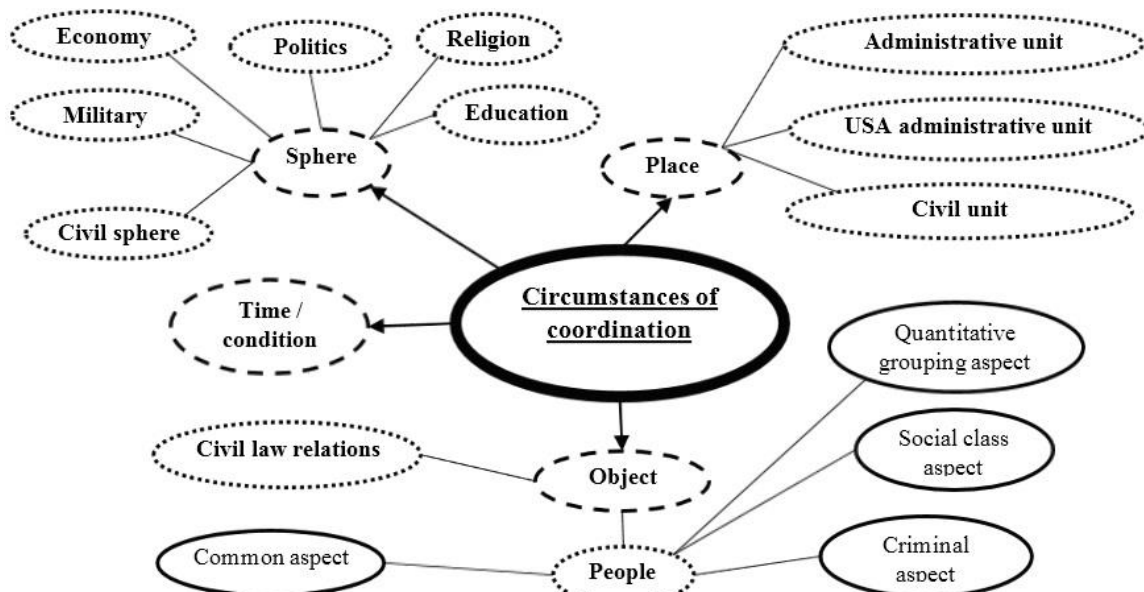 Economy
Politics
Religion
Administrative unit
Military
Education
USA administrative unit
Sphere
Place
Civil sphere
Civil unit
Circumstances of
coordination
Time /
condition
Quantitative
grouping aspect
Civil law relations
Object
Social class
aspect
Common aspect
People
Criminal
aspect